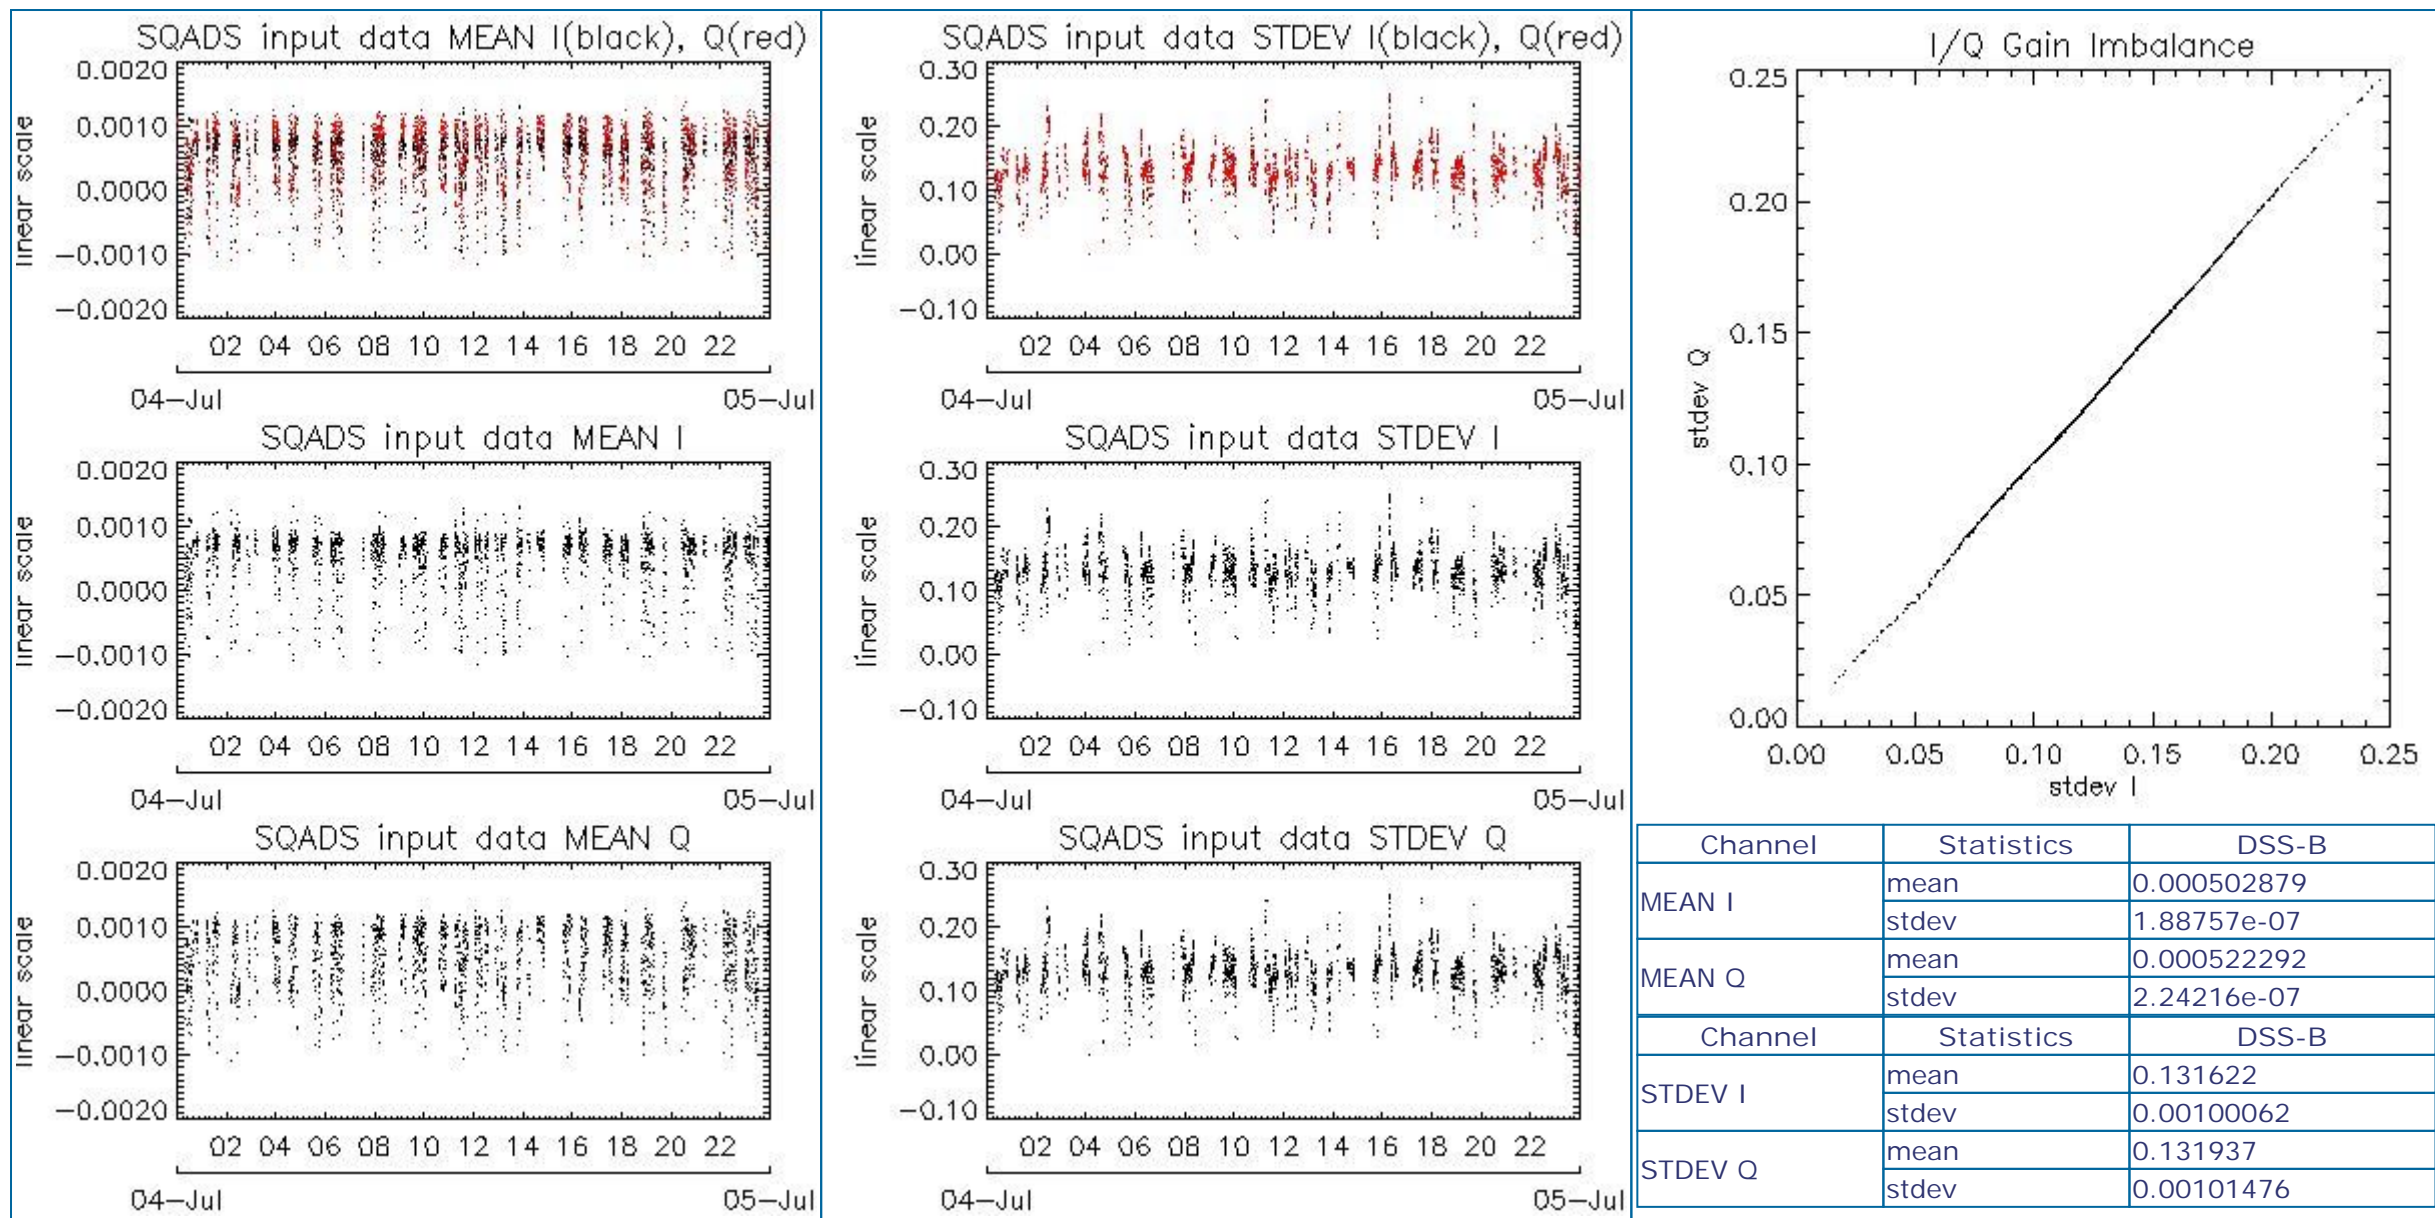 SQADS input data MEAN I(black), Q(red)
0.0020
0.0010
0.0000
−0.0010
−0.0020
linear scale
02 04 06 08 10 12 14 16 18 20 22
04−Jul 05−Jul
SQADS input data MEAN I
0.0020
0.0010
0.0000
−0.0010
−0.0020
linear scale
02 04 06 08 10 12 14 16 18 20 22
04−Jul 05−Jul
SQADS input data MEAN Q
0.0020
0.0010
0.0000
−0.0010
−0.0020
linear scale
02 04 06 08 10 12 14 16 18 20 22
04−Jul 05−Jul
SQADS input data STDEV I(black), Q(red)
0.30
0.20
0.10
0.00
−0.10
linear scale
02 04 06 08 10 12 14 16 18 20 22
04−Jul 05−Jul
SQADS input data STDEV I
0.30
0.20
0.10
0.00
−0.10
linear scale
02 04 06 08 10 12 14 16 18 20 22
04−Jul 05−Jul
SQADS input data STDEV Q
0.30
0.20
0.10
0.00
−0.10
linear scale
02 04 06 08 10 12 14 16 18 20 22
04−Jul 05−Jul
I/Q Gain Imbalance
0.25
0.20
0.15
0.10
0.05
0.00
stdev Q
0.00 0.05 0.10 0.15 0.20 0.25
stdev I
Channel Statistics DSS-B
MEAN I mean 0.000502879
stdev 1.88757e-07
MEAN Q mean 0.000522292
stdev 2.24216e-07
Channel Statistics DSS-B
STDEV I mean 0.131622
stdev 0.00100062
STDEV Q mean 0.131937
stdev 0.00101476